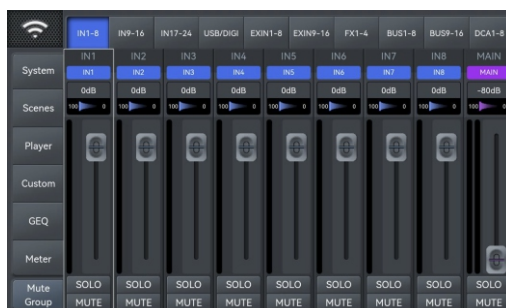 IN1-8 IN9-16 IN17-24 USB/DIGI EXIN1-8 EXIN9-16 FX1-4 BUS1-8 BUS9-16 DCA1-8
IN1 IN2 IN3 IN4 IN5 IN6 IN7 IN8 MAIN
System IN1 IN2 IN3 IN4 IN5 IN6 IN7 IN8 MAIN
0dB 0dB 0dB 0dB 0dB 0dB 0dB 0dB -80dB
Scenes 100 0 100 0 100 0 100 0 100 0 100 0 100 0 100 0 100 0
Player
Custom
GEQ
Meter
Mute SOLO SOLO SOLO SOLO SOLO SOLO SOLO SOLO SOLO
Group MUTE MUTE MUTE MUTE MUTE MUTE MUTE MUTE MUTE